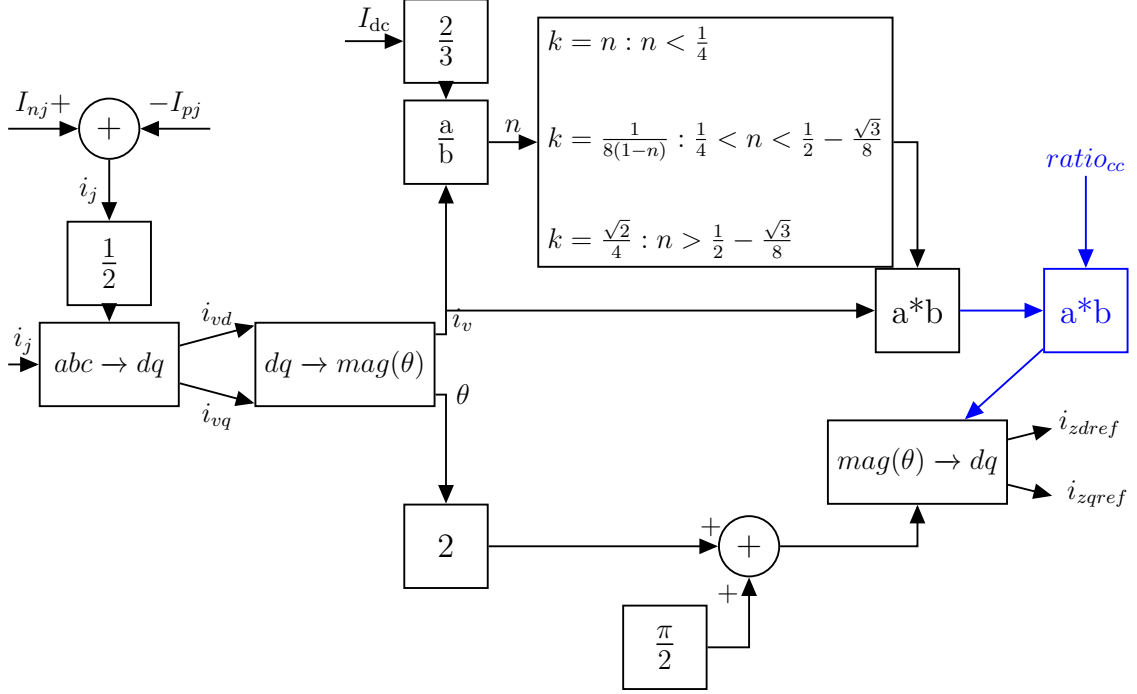 I_dc
2/3
k = n : n < 1/4
I_nj +
− I_pj
+
a/b
n
k = 1/(8(1−n)) : 1/4 < n < 1/2 − √3/8
ratio_cc
i_j
1/2
k = √2/4 : n > 1/2 − √3/8
i_j
abc → dq
i_vd
i_vq
dq → mag(θ)
i_v
θ
a*b
a*b
mag(θ) → dq
i_zdref
i_zqref
2
+
+
+
π/2